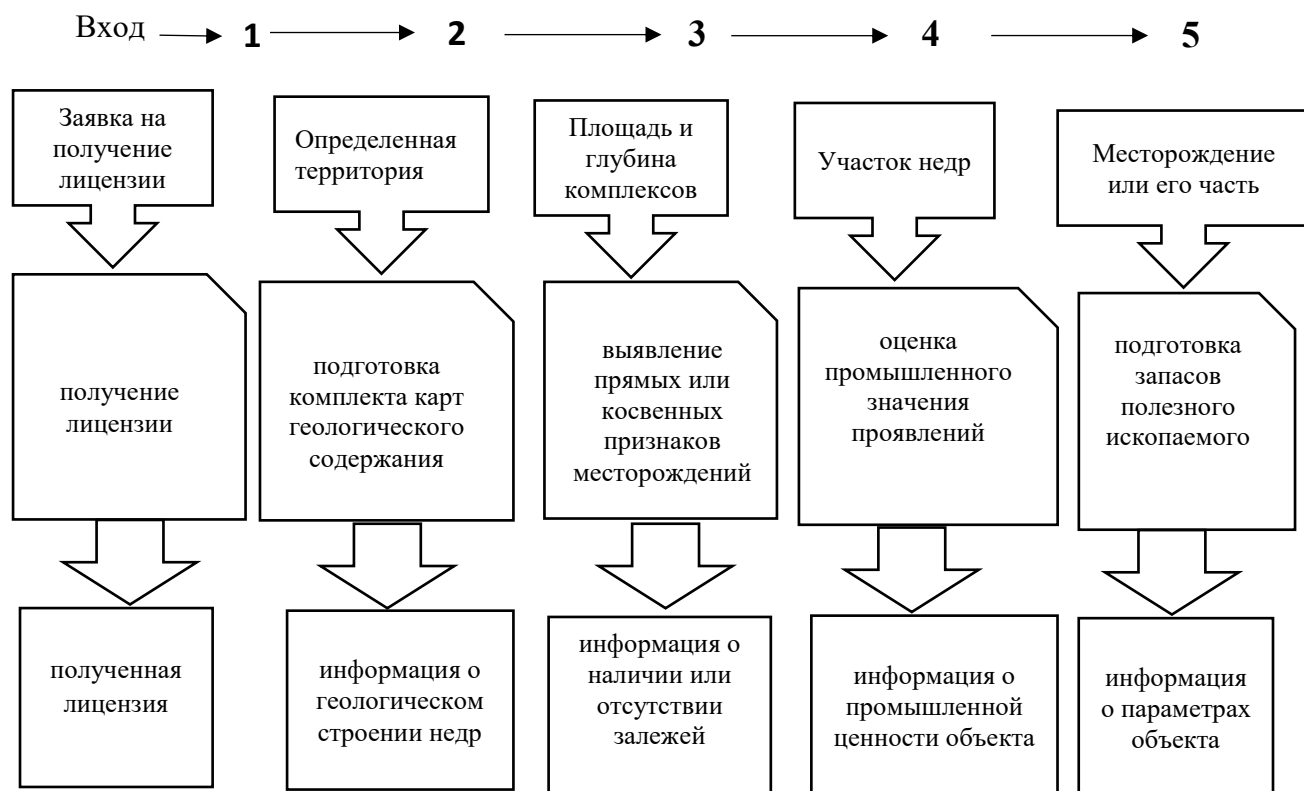 Вход 1 2 3 4 5
Заявка на
получение
лицензии
Определенная
территория
Площадь и
глубина
комплексов
Участок недр
Месторождение
или его часть
получение
лицензии
подготовка
комплекта карт
геологического
содержания
выявление
прямых или
косвенных
признаков
месторождений
оценка
промышленного
значения
проявлений
подготовка
запасов
полезного
ископаемого
полученная
лицензия
информация о
геологическом
строении недр
информация о
наличии или
отсутствии
залежей
информация о
промышленной
ценности объекта
информация
о параметрах
объекта